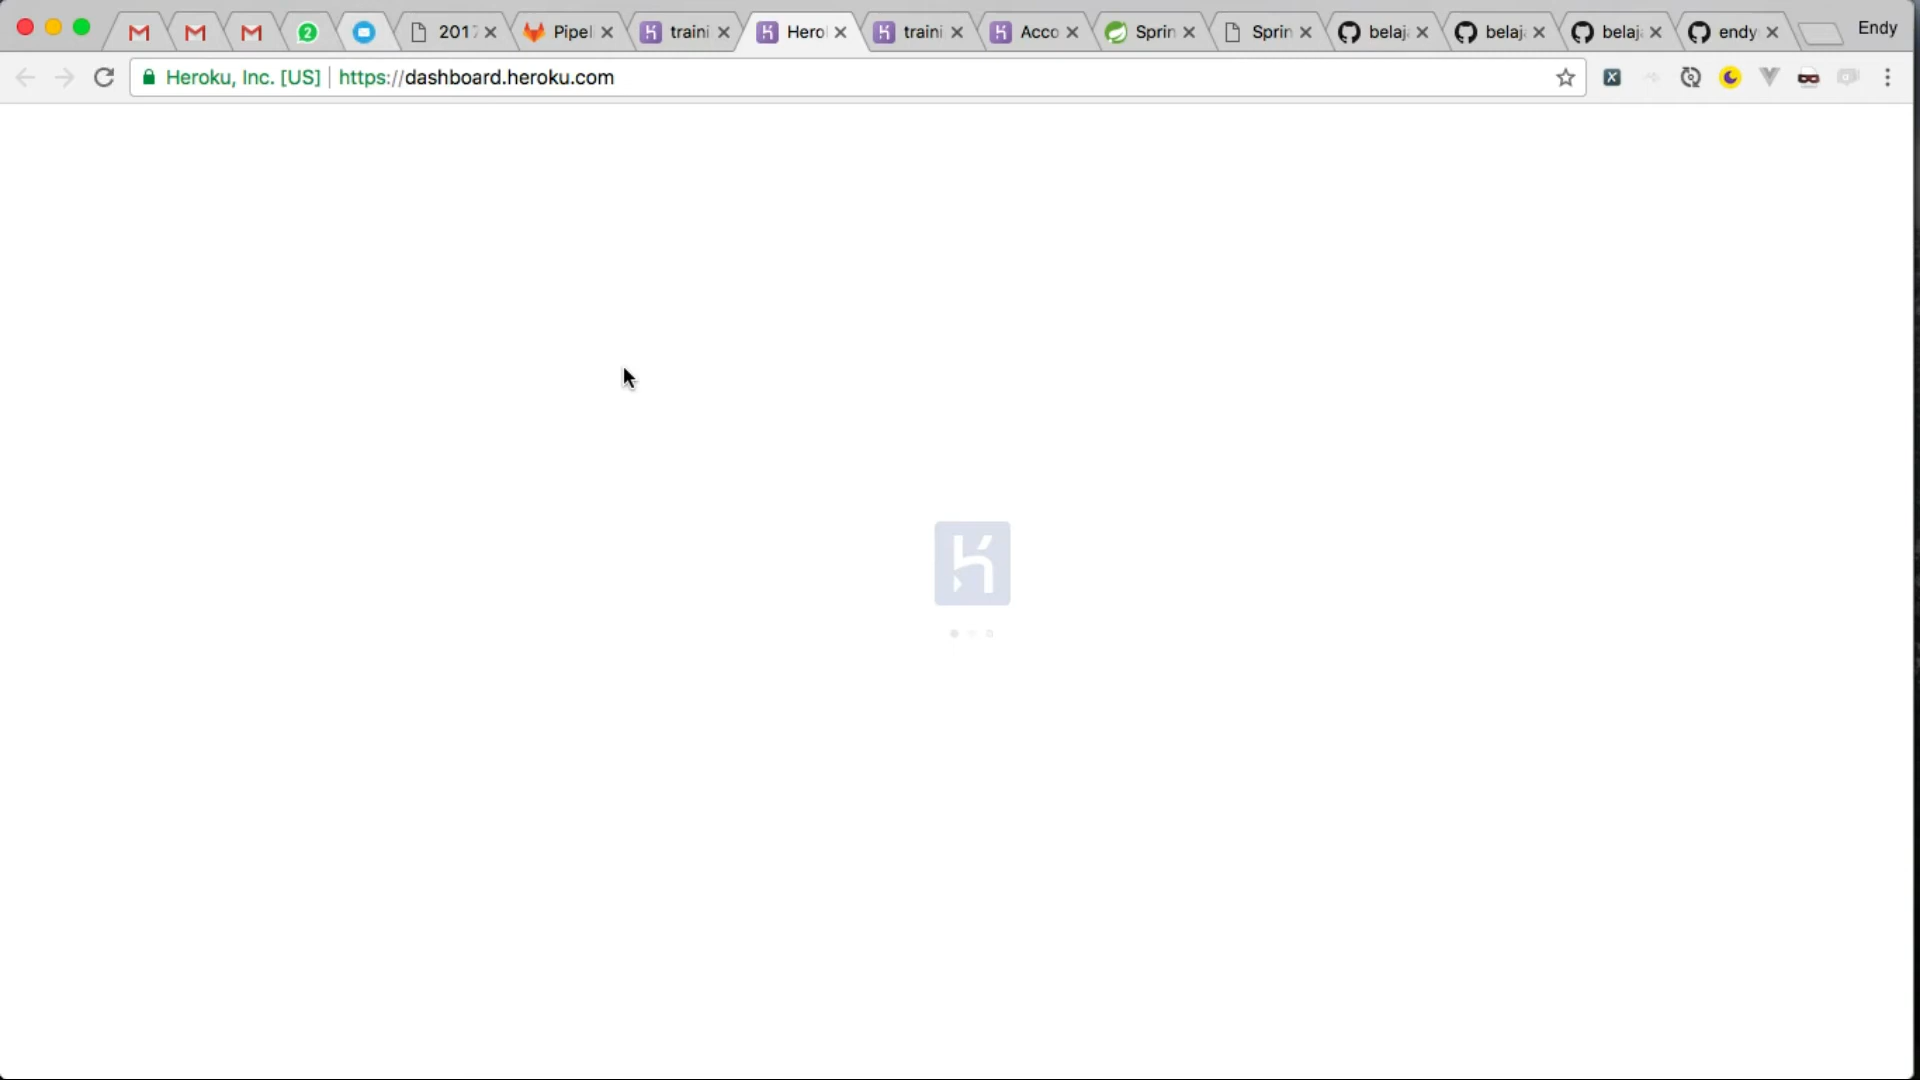 2
201
Pipel
traini
Hero
traini
Acco
Sprin
Sprin
belaj
belaj
belaj
endy
Endy
Heroku, Inc. [US] | https://dashboard.heroku.com